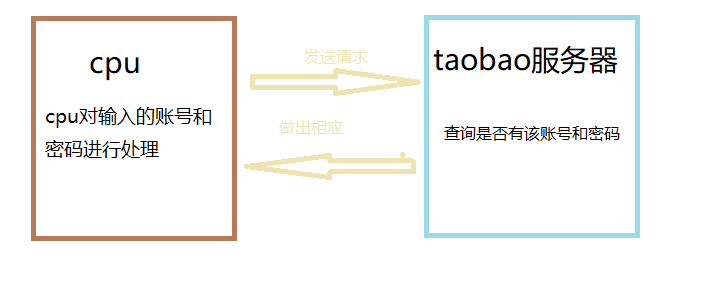 cpu
cpu对输入的账号和
密码进行处理
发送请求
做出相应
taobao服务器
查询是否有该账号和密码